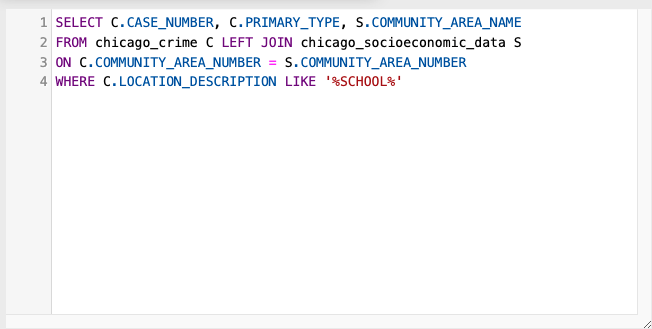 1 SELECT C.CASE_NUMBER, C.PRIMARY_TYPE, S.COMMUNITY_AREA_NAME
2 FROM chicago_crime C LEFT JOIN chicago_socioeconomic_data S
3 ON C.COMMUNITY_AREA_NUMBER = S.COMMUNITY_AREA_NUMBER
4 WHERE C.LOCATION_DESCRIPTION LIKE '%SCHOOL%'